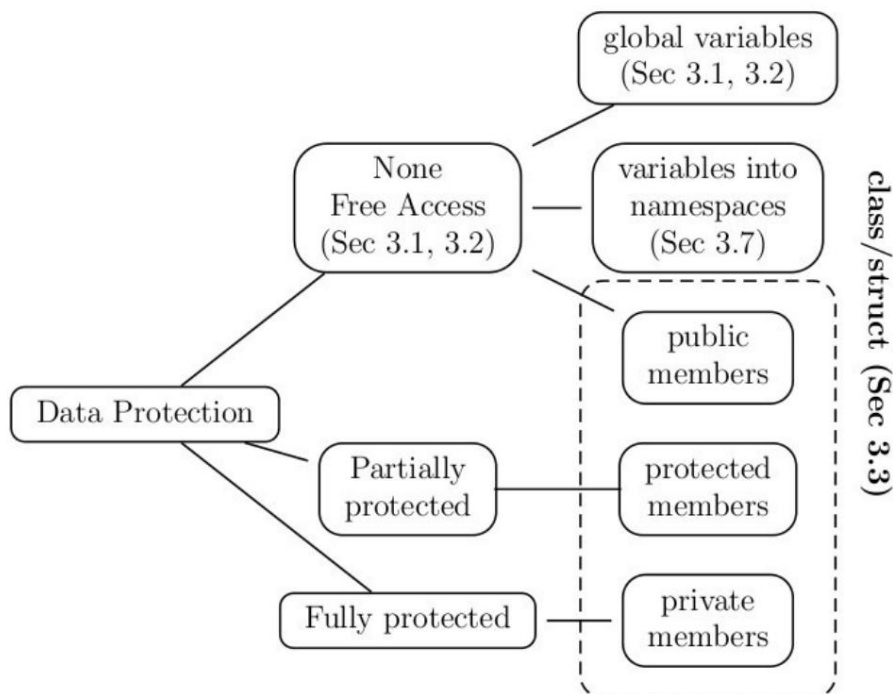 global variables
(Sec 3.1, 3.2)
None
Free Access
(Sec 3.1, 3.2)
variables into
namespaces
(Sec 3.7)
class/struct (Sec 3.3)
public
members
Data Protection
Partially
protected
protected
members
Fully protected
private
members